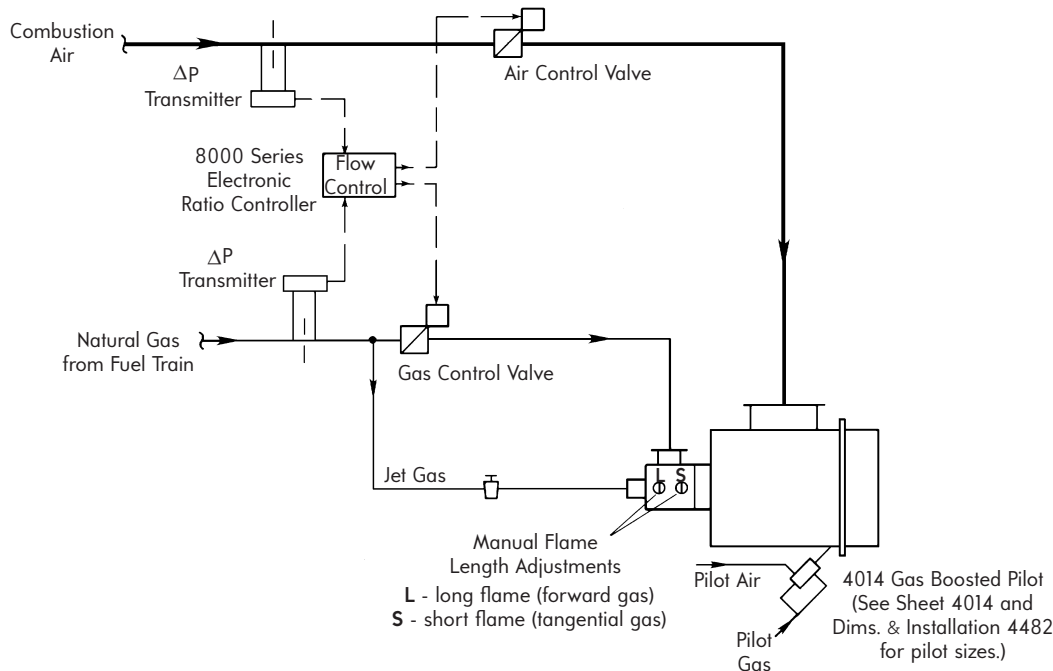 Combustion
Air
ΔP
Transmitter
Air Control Valve
8000 Series
Electronic
Ratio Controller
Flow
Control
ΔP
Transmitter
Natural Gas
from Fuel Train
Gas Control Valve
Jet Gas
L S
Manual Flame
Length Adjustments
L - long flame (forward gas)
S - short flame (tangential gas)
Pilot Air
Pilot
Gas
4014 Gas Boosted Pilot
(See Sheet 4014 and
Dims. & Installation 4482
for pilot sizes.)